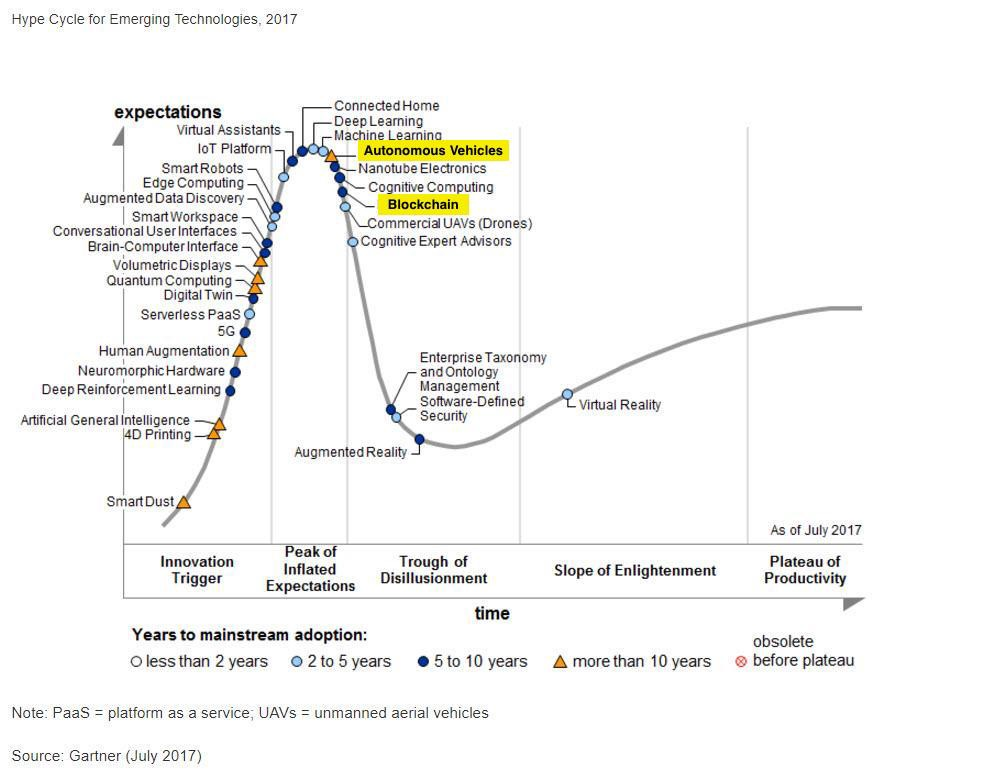 Hype Cycle for Emerging Technologies, 2017
expectations
Connected Home
Deep Learning
Machine Learning
Autonomous Vehicles
Nanotube Electronics
Cognitive Computing
Blockchain
Commercial UAVs (Drones)
Cognitive Expert Advisors
Virtual Assistants
IoT Platform
Smart Robots
Edge Computing
Augmented Data Discovery
Smart Workspace
Conversational User Interfaces
Brain-Computer Interface
Volumetric Displays
Quantum Computing
Digital Twin
Serverless PaaS
5G
Human Augmentation
Neuromorphic Hardware
Deep Reinforcement Learning
Artificial General Intelligence
4D Printing
Smart Dust
Enterprise Taxonomy
and Ontology
Management
Software-Defined
Security
Augmented Reality
Virtual Reality
As of July 2017
Innovation
Trigger
Peak of
Inflated
Expectations
Trough of
Disillusionment
Slope of Enlightenment
Plateau of
Productivity
time
Years to mainstream adoption:
less than 2 years
2 to 5 years
5 to 10 years
more than 10 years
obsolete
before plateau
Note: PaaS = platform as a service; UAVs = unmanned aerial vehicles
Source: Gartner (July 2017)